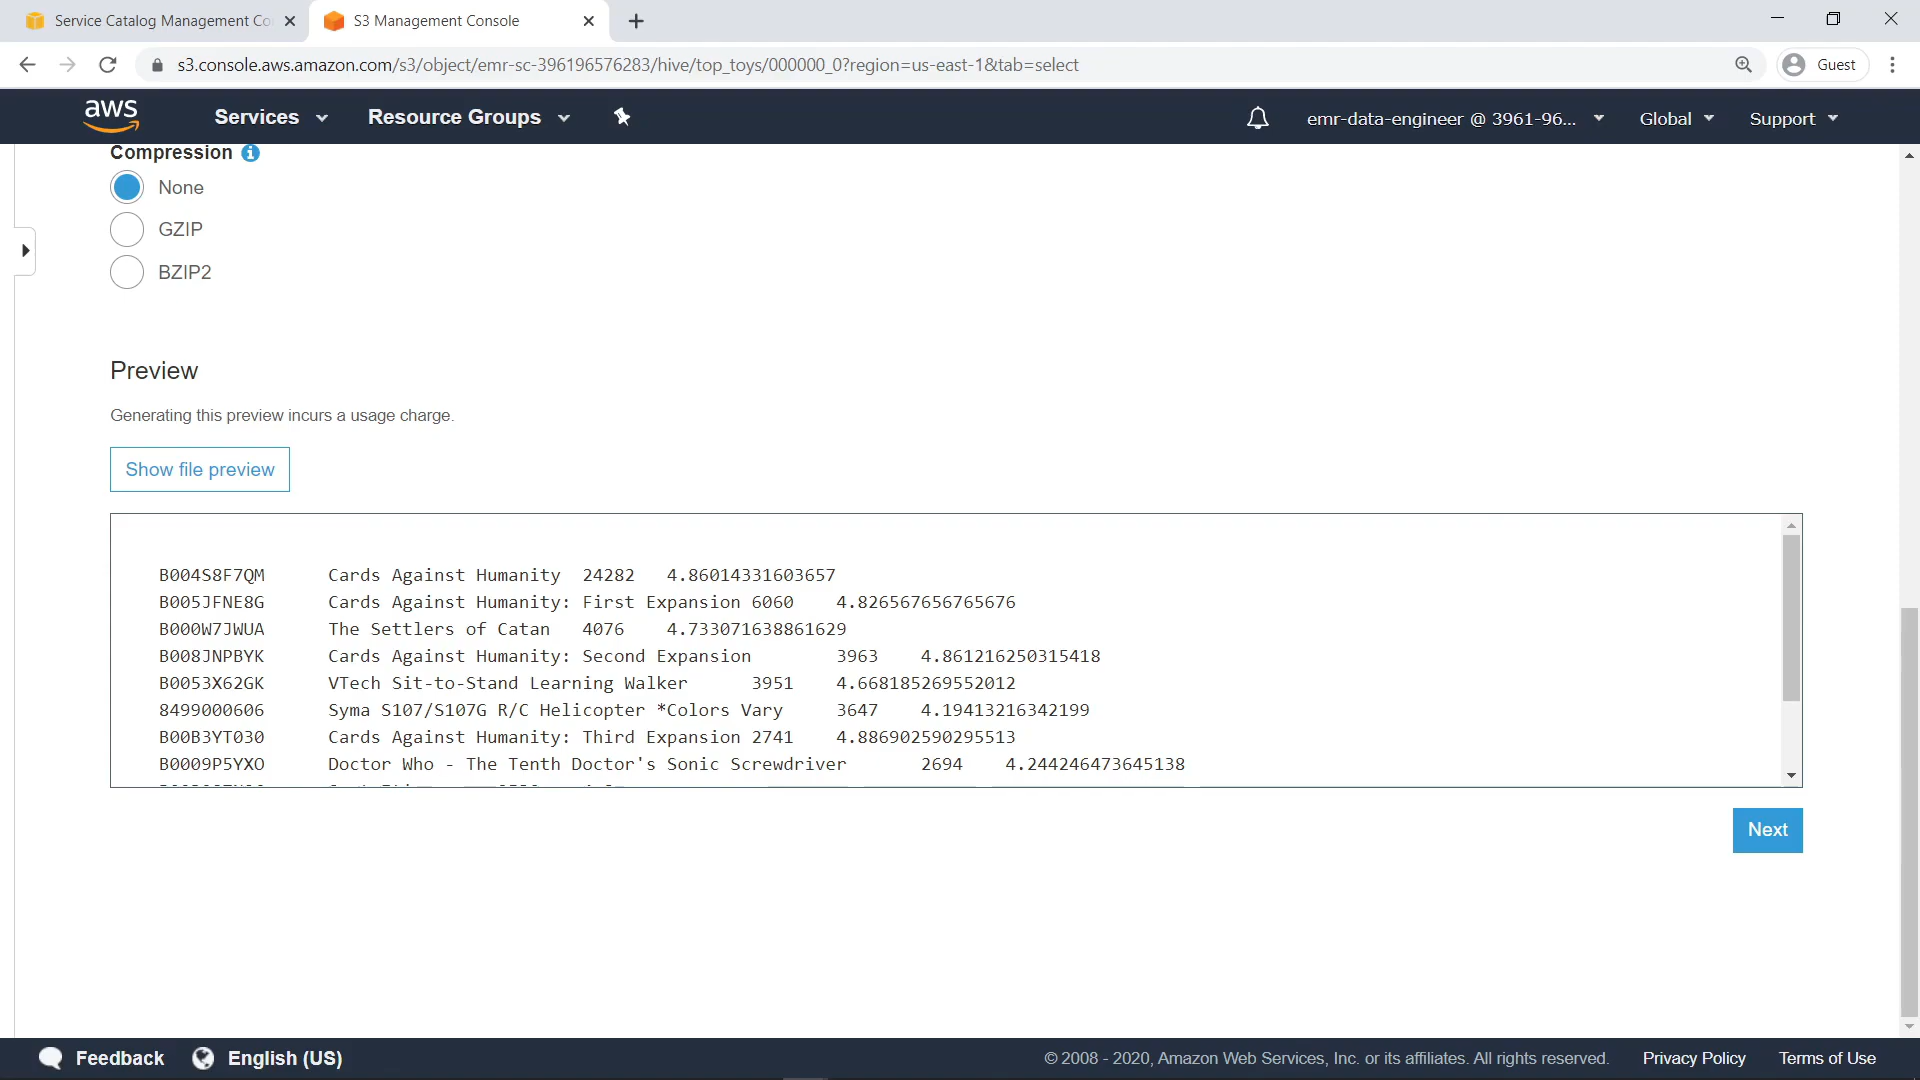 Service Catalog Management Co
S3 Management Console
s3.console.aws.amazon.com/s3/object/emr-sc-396196576283/hive/top_toys/000000_0?region=us-east-1&tab=select
Guest
aws
Services
Resource Groups
emr-data-engineer @ 3961-96...
Global
Support
Compression
None
GZIP
BZIP2
Preview
Generating this preview incurs a usage charge.
Show file preview
B004S8F7QM Cards Against Humanity 24282 4.86014331603657
B005JFNE8G Cards Against Humanity: First Expansion 6060 4.826567656765676
B000W7JWUA The Settlers of Catan 4076 4.733071638861629
B008JNPBYK Cards Against Humanity: Second Expansion 3963 4.861216250315418
B0053X62GK VTech Sit-to-Stand Learning Walker 3951 4.668185269552012
8499000606 Syma S107/S107G R/C Helicopter *Colors Vary 3647 4.19413216342199
B00B3YT030 Cards Against Humanity: Third Expansion 2741 4.886902590295513
B0009P5YXO Doctor Who - The Tenth Doctor's Sonic Screwdriver 2694 4.244246473645138
Next
Feedback
English (US)
© 2008 - 2020, Amazon Web Services, Inc. or its affiliates. All rights reserved.
Privacy Policy
Terms of Use